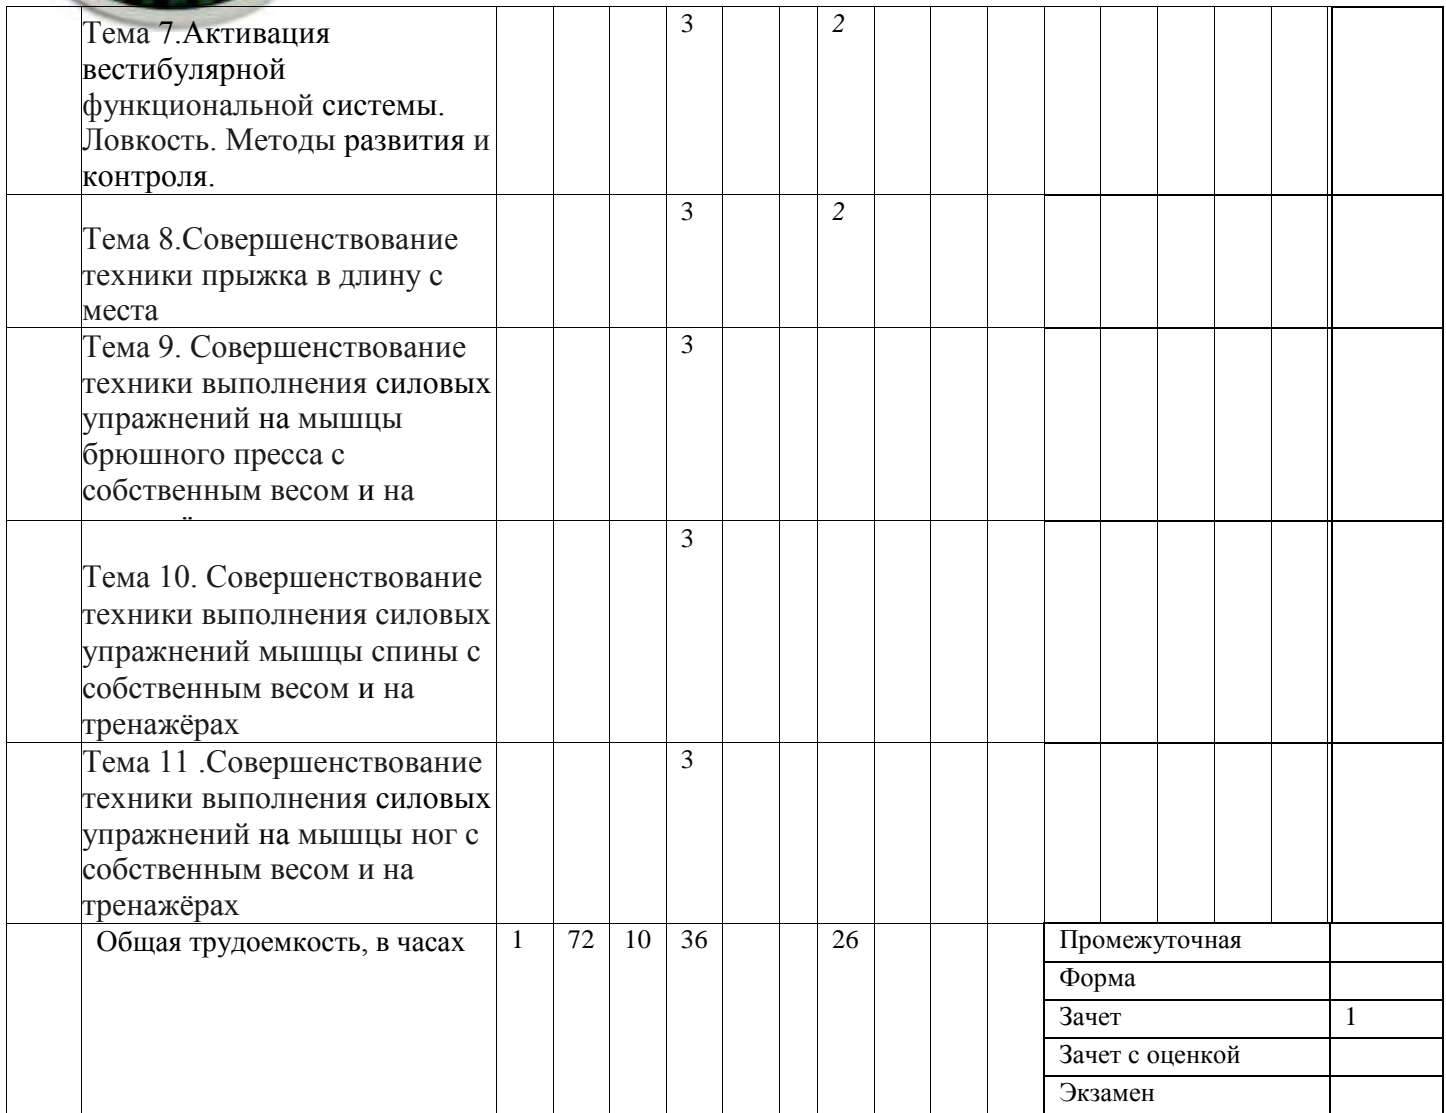 Тема 7.Активация 3 2
вестибулярной
функциональной системы.
Ловкость. Методы развития и
контроля.
3 2
Тема 8.Совершенствование
техники прыжка в длину с
места
Тема 9. Совершенствование 3
техники выполнения силовых
упражнений на мышцы
брюшного пресса с
собственным весом и на
3
Тема 10. Совершенствование
техники выполнения силовых
упражнений мышцы спины с
собственным весом и на
тренажёрах
Тема 11 .Совершенствование 3
техники выполнения силовых
упражнений на мышцы ног с
собственным весом и на
тренажёрах
Общая трудоемкость, в часах 1 72 10 36 26 Промежуточная
Форма
Зачет 1
Зачет с оценкой
Экзамен